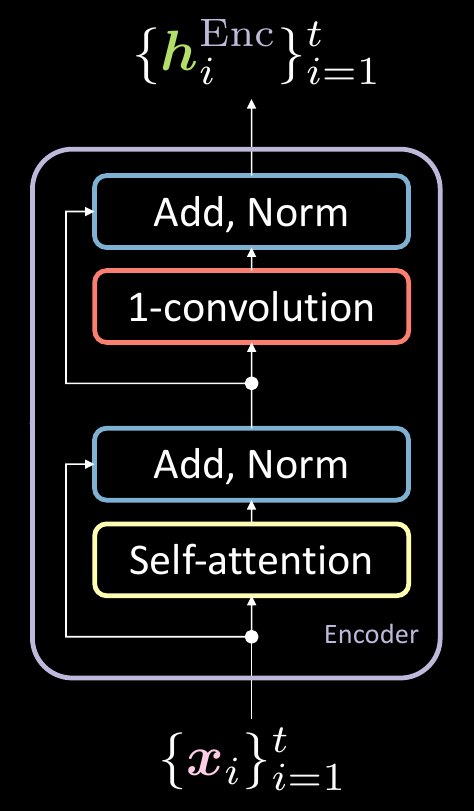 {h_i^Enc}_{i=1}^t
Add, Norm
1-convolution
Add, Norm
Self-attention
Encoder
{x_i}_{i=1}^t